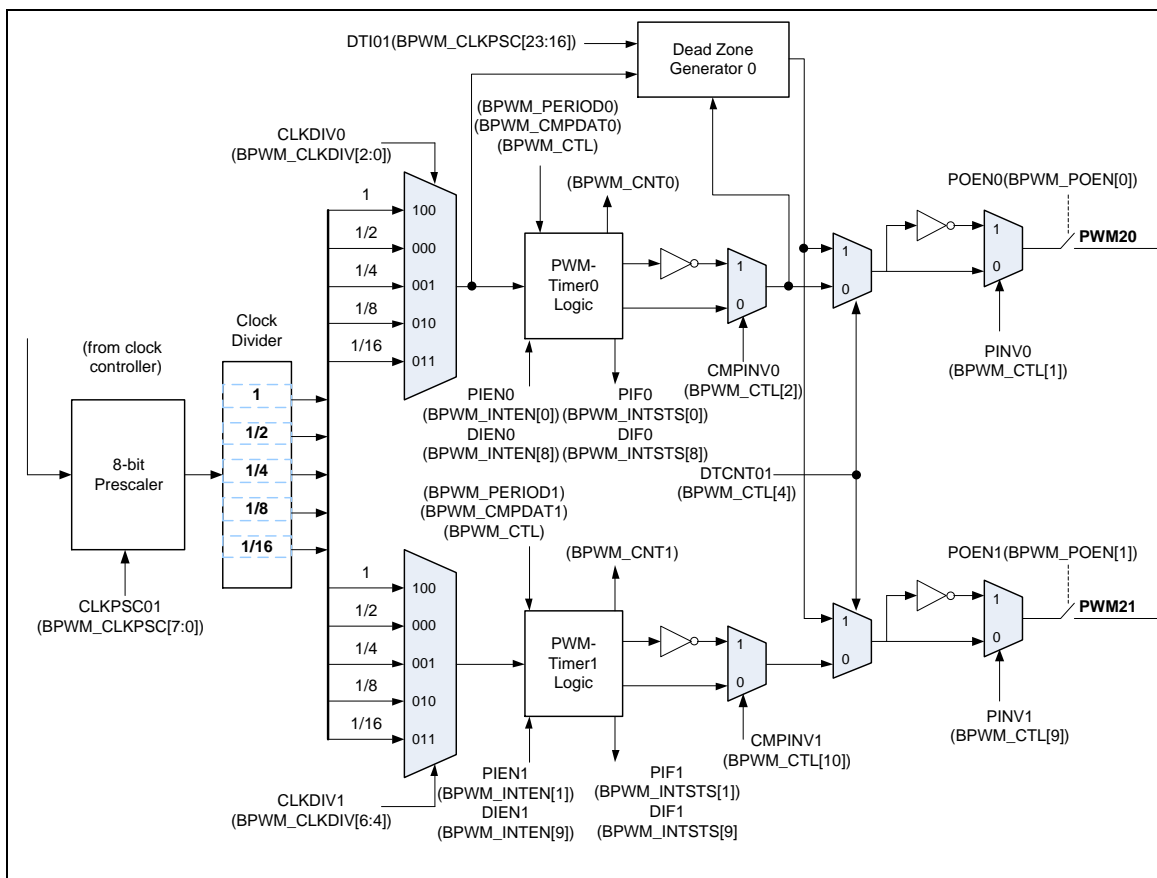 DTI01(BPWM_CLKPSC[23:16])
Dead Zone
Generator 0
(BPWM_PERIOD0)
(BPWM_CMPDAT0)
(BPWM_CTL)
CLKDIV0
(BPWM_CLKDIV[2:0])
(BPWM_CNT0)
POEN0(BPWM_POEN[0])
1
100
1/2
000
1/4
001
1/8
010
1/16
011
PWM-
Timer0
Logic
1
0
1
0
1
0
PWM20
Clock
Divider
(from clock
controller)
1
1/2
1/4
1/8
1/16
8-bit
Prescaler
CLKPSC01
(BPWM_CLKPSC[7:0])
PIEN0
(BPWM_INTEN[0])
DIEN0
(BPWM_INTEN[8])
PIF0
(BPWM_INTSTS[0])
DIF0
(BPWM_INTSTS[8])
CMPINV0
(BPWM_CTL[2])
PINV0
(BPWM_CTL[1])
DTCNT01
(BPWM_CTL[4])
(BPWM_PERIOD1)
(BPWM_CMPDAT1)
(BPWM_CTL)
(BPWM_CNT1)
POEN1(BPWM_POEN[1])
1
100
1/2
000
1/4
001
1/8
010
1/16
011
PWM-
Timer1
Logic
1
0
1
0
1
0
PWM21
CLKDIV1
(BPWM_CLKDIV[6:4])
PIEN1
(BPWM_INTEN[1])
DIEN1
(BPWM_INTEN[9])
PIF1
(BPWM_INTSTS[1])
DIF1
(BPWM_INTSTS[9]
CMPINV1
(BPWM_CTL[10])
PINV1
(BPWM_CTL[9])